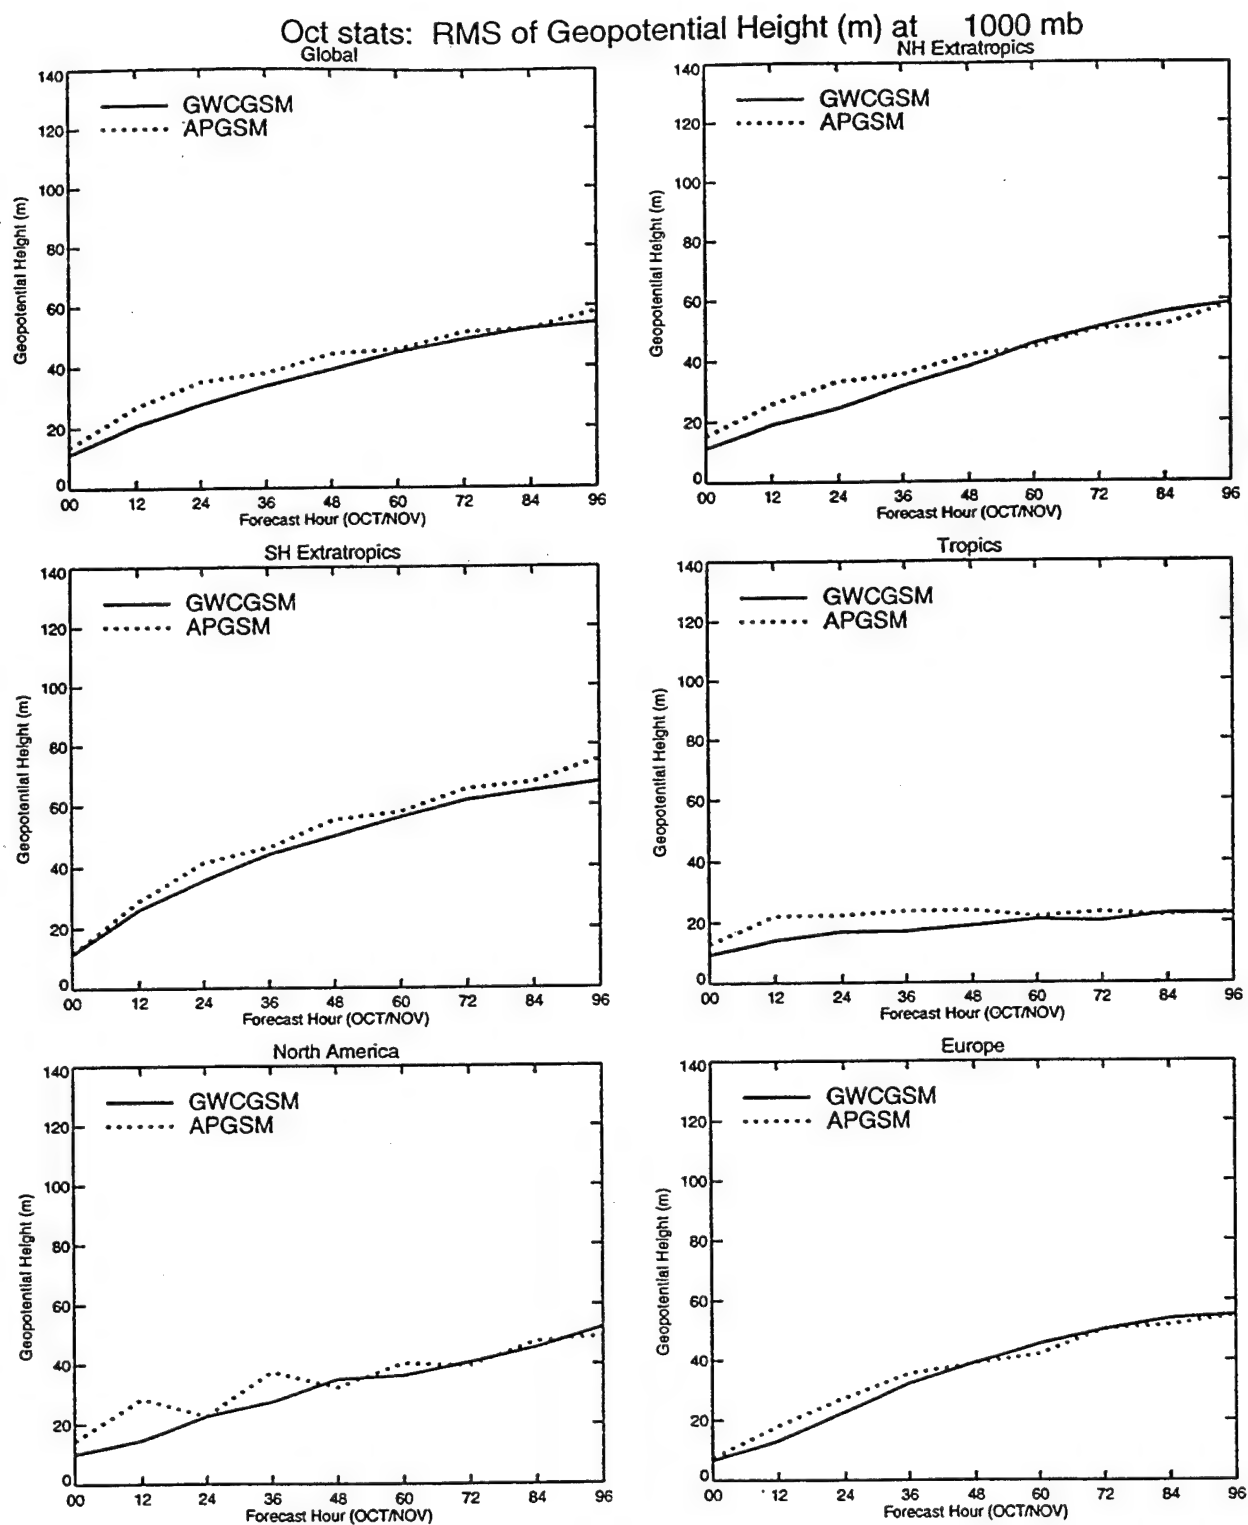 Oct stats: RMS of Geopotential Height (m) at 1000 mb
Global
140
120
100
80
60
40
20
0
GWCGSM
APGSM
Geopotential Height (m)
00 12 24 36 48 60 72 84 96
Forecast Hour (OCT/NOV)
NH Extratropics
140
120
100
80
60
40
20
0
GWCGSM
APGSM
Geopotential Height (m)
00 12 24 36 48 60 72 84 96
Forecast Hour (OCT/NOV)
SH Extratropics
140
120
100
80
60
40
20
0
GWCGSM
APGSM
Geopotential Height (m)
00 12 24 36 48 60 72 84 96
Forecast Hour (OCT/NOV)
Tropics
140
120
100
80
60
40
20
0
GWCGSM
APGSM
Geopotential Height (m)
00 12 24 36 48 60 72 84 96
Forecast Hour (OCT/NOV)
North America
140
120
100
80
60
40
20
0
GWCGSM
APGSM
Geopotential Height (m)
00 12 24 36 48 60 72 84 96
Forecast Hour (OCT/NOV)
Europe
140
120
100
80
60
40
20
0
GWCGSM
APGSM
Geopotential Height (m)
00 12 24 36 48 60 72 84 96
Forecast Hour (OCT/NOV)